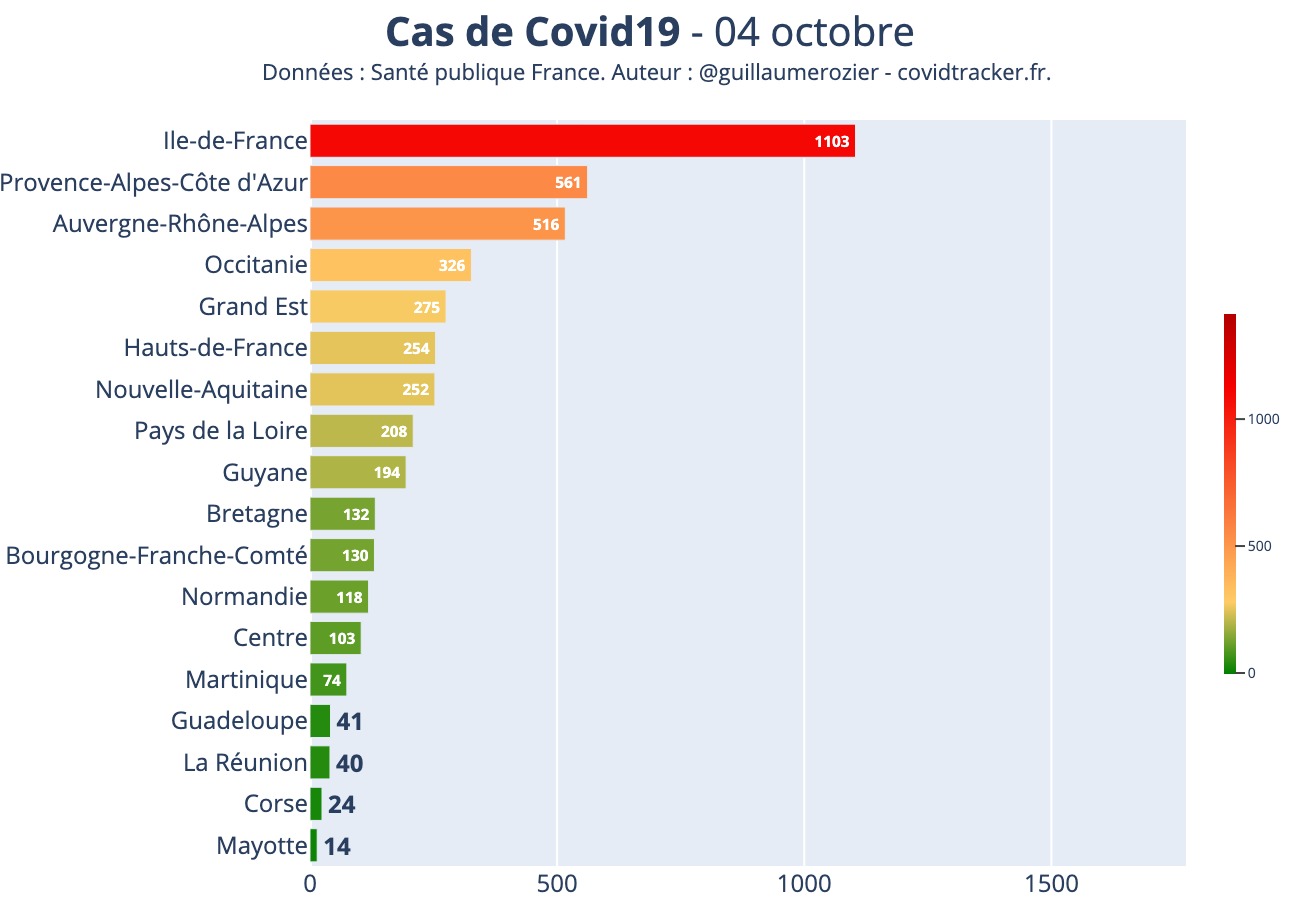 Cas de Covid19 - 04 octobre
Données : Santé publique France. Auteur : @guillaumerozier - covidtracker.fr.
Ile-de-France 1103
Provence-Alpes-Côte d'Azur 561
Auvergne-Rhône-Alpes 516
Occitanie 326
Grand Est 275
Hauts-de-France 254
Nouvelle-Aquitaine 252
Pays de la Loire 208
Guyane 194
Bretagne 132
Bourgogne-Franche-Comté 130
Normandie 118
Centre 103
Martinique 74
Guadeloupe 41
La Réunion 40
Corse 24
Mayotte 14
0 500 1000 1500
1000
500
0